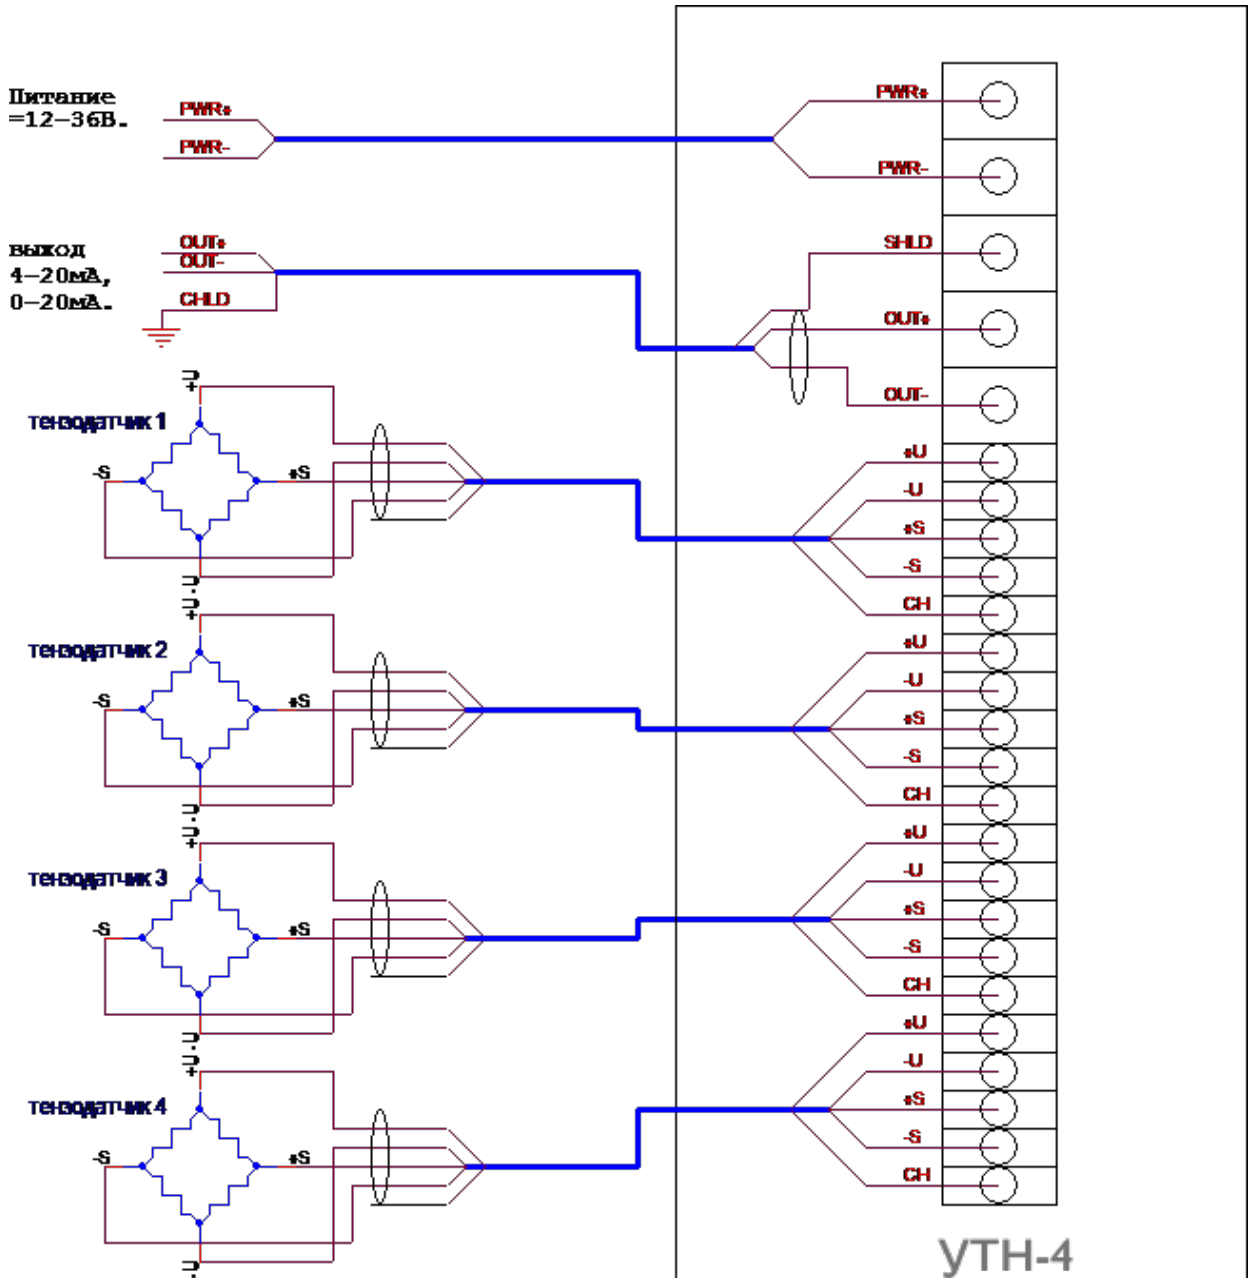 Питание
=12-36В.
PWR+
PWR-
PWR+
PWR-
выход
4-20мА,
0-20мА.
OUT+
OUT-
CHLD
SHLD
OUT+
OUT-
тензодатчик 1
+U
-S
+S
-U
+U
-U
+S
-S
CH
тензодатчик 2
+U
-S
+S
-U
+U
-U
+S
-S
CH
тензодатчик 3
+U
-S
+S
-U
+U
-U
+S
-S
CH
тензодатчик 4
+U
-S
+S
-U
+U
-U
+S
-S
CH
УТН-4